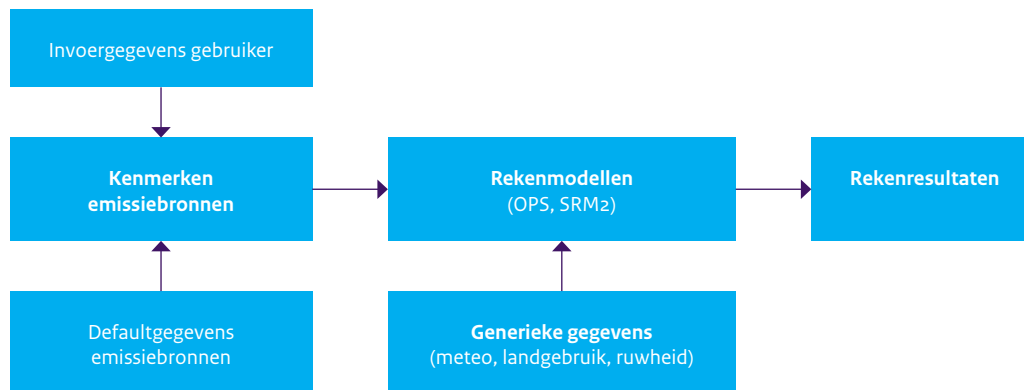 Invoergegevens gebruiker
Kenmerken
emissiebronnen
Rekenmodellen
(OPS, SRM2)
Rekenresultaten
Defaultgegevens
emissiebronnen
Generieke gegevens
(meteo, landgebruik, ruwheid)